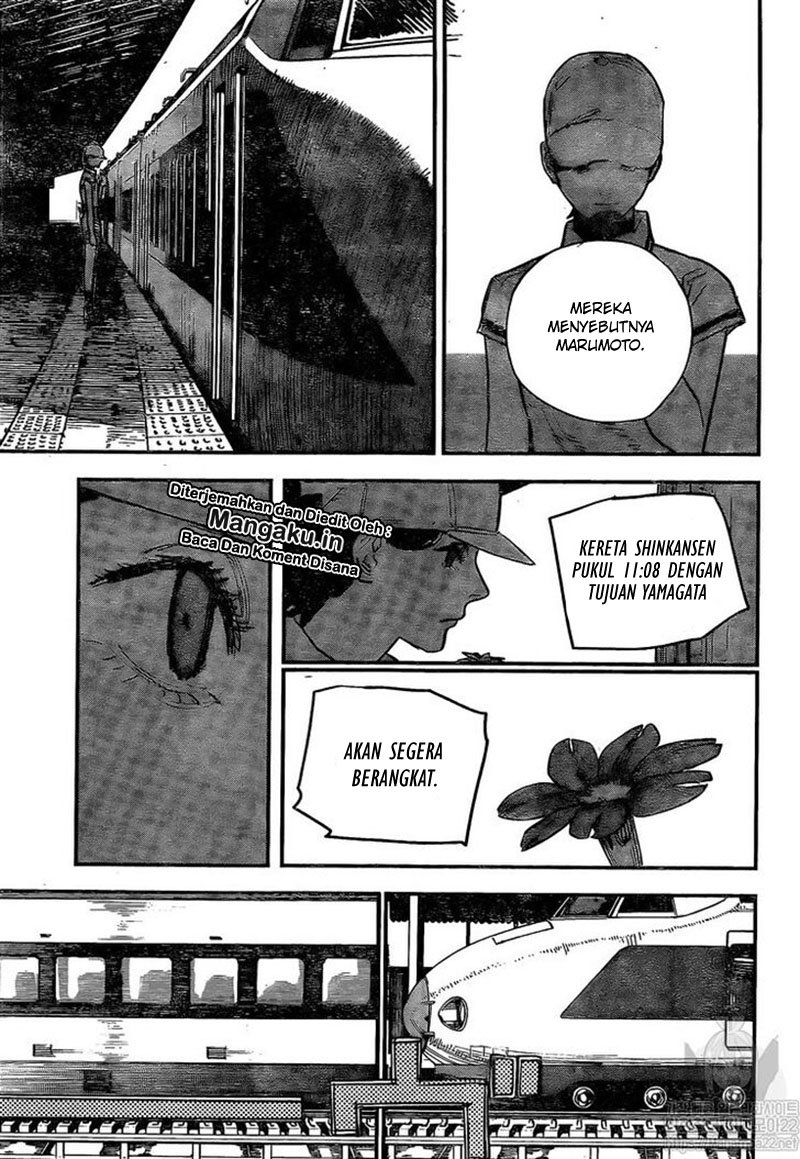 MEREKA
MENYEBUTNYA
MARUMOTO.
KERETA SHINKANSEN
PUKUL 11:08 DENGAN
TUJUAN YAMAGATA
Diterjemahkan dan Diedit Oleh :
Mangaku.in
Baca Dan Koment Disana
AKAN SEGERA
BERANGKAT.